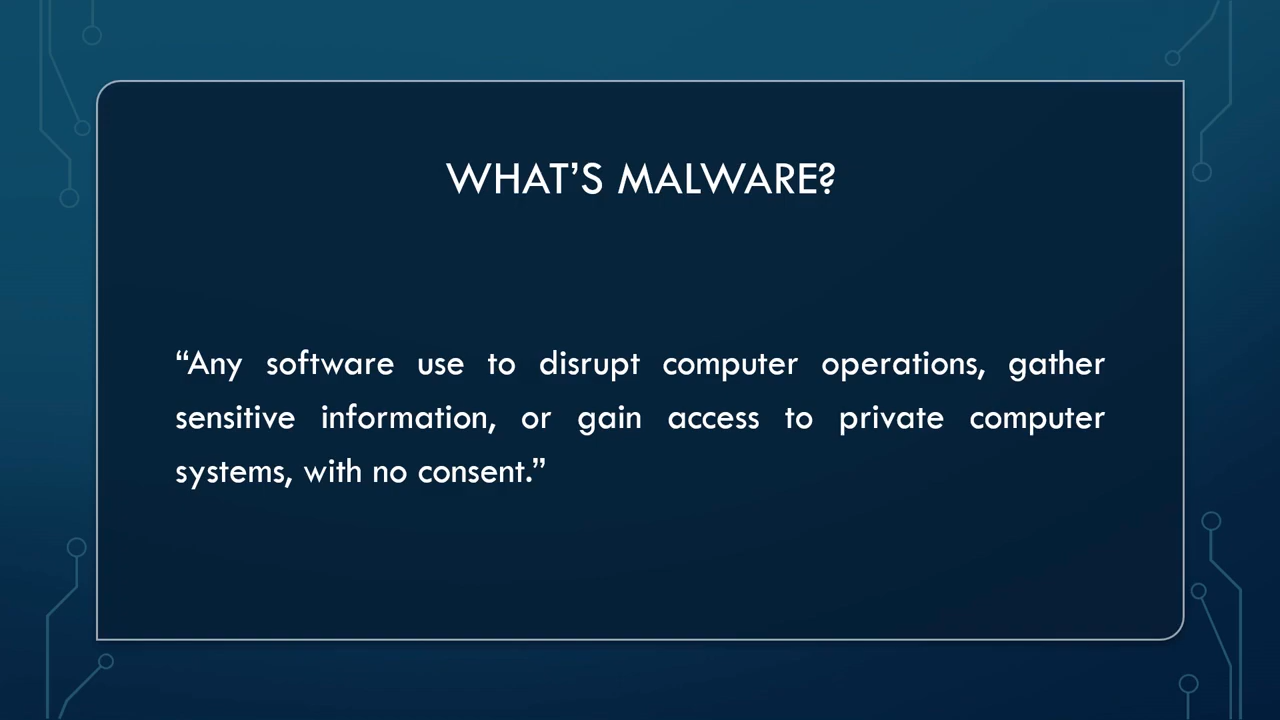 WHAT’S MALWARE?
“Any software use to disrupt computer operations, gather
sensitive information, or gain access to private computer
systems, with no consent.”